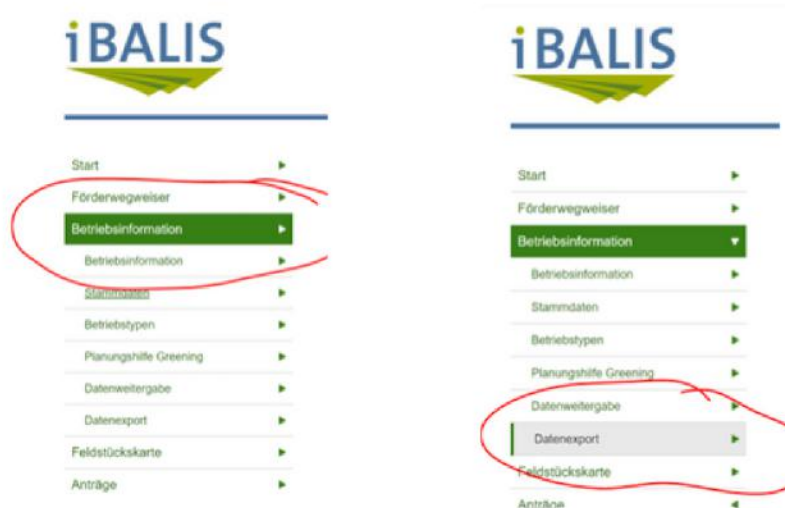 iBALIS
Start
Förderwegweiser
Betriebsinformation
Betriebsinformation
Stammdaten
Betriebstypen
Planungshilfe Greening
Datenweitergabe
Datenexport
Feldstückskarte
Anträge
iBALIS
Start
Förderwegweiser
Betriebsinformation
Betriebsinformation
Stammdaten
Betriebstypen
Planungshilfe Greening
Datenweitergabe
Datenexport
Feldstückskarte
Anträge